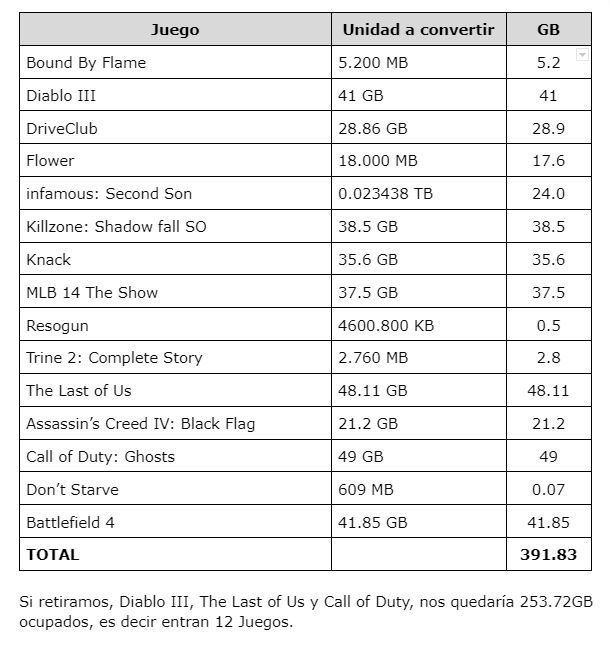 Juego Unidad a convertir GB
Bound By Flame 5.200 MB 5.2
Diablo III 41 GB 41
DriveClub 28.86 GB 28.9
Flower 18.000 MB 17.6
infamous: Second Son 0.023438 TB 24.0
Killzone: Shadow fall SO 38.5 GB 38.5
Knack 35.6 GB 35.6
MLB 14 The Show 37.5 GB 37.5
Resogun 4600.800 KB 0.5
Trine 2: Complete Story 2.760 MB 2.8
The Last of Us 48.11 GB 48.11
Assassin’s Creed IV: Black Flag 21.2 GB 21.2
Call of Duty: Ghosts 49 GB 49
Don’t Starve 609 MB 0.07
Battlefield 4 41.85 GB 41.85
TOTAL 391.83
Si retiramos, Diablo III, The Last of Us y Call of Duty, nos quedaría 253.72GB
ocupados, es decir entran 12 Juegos.